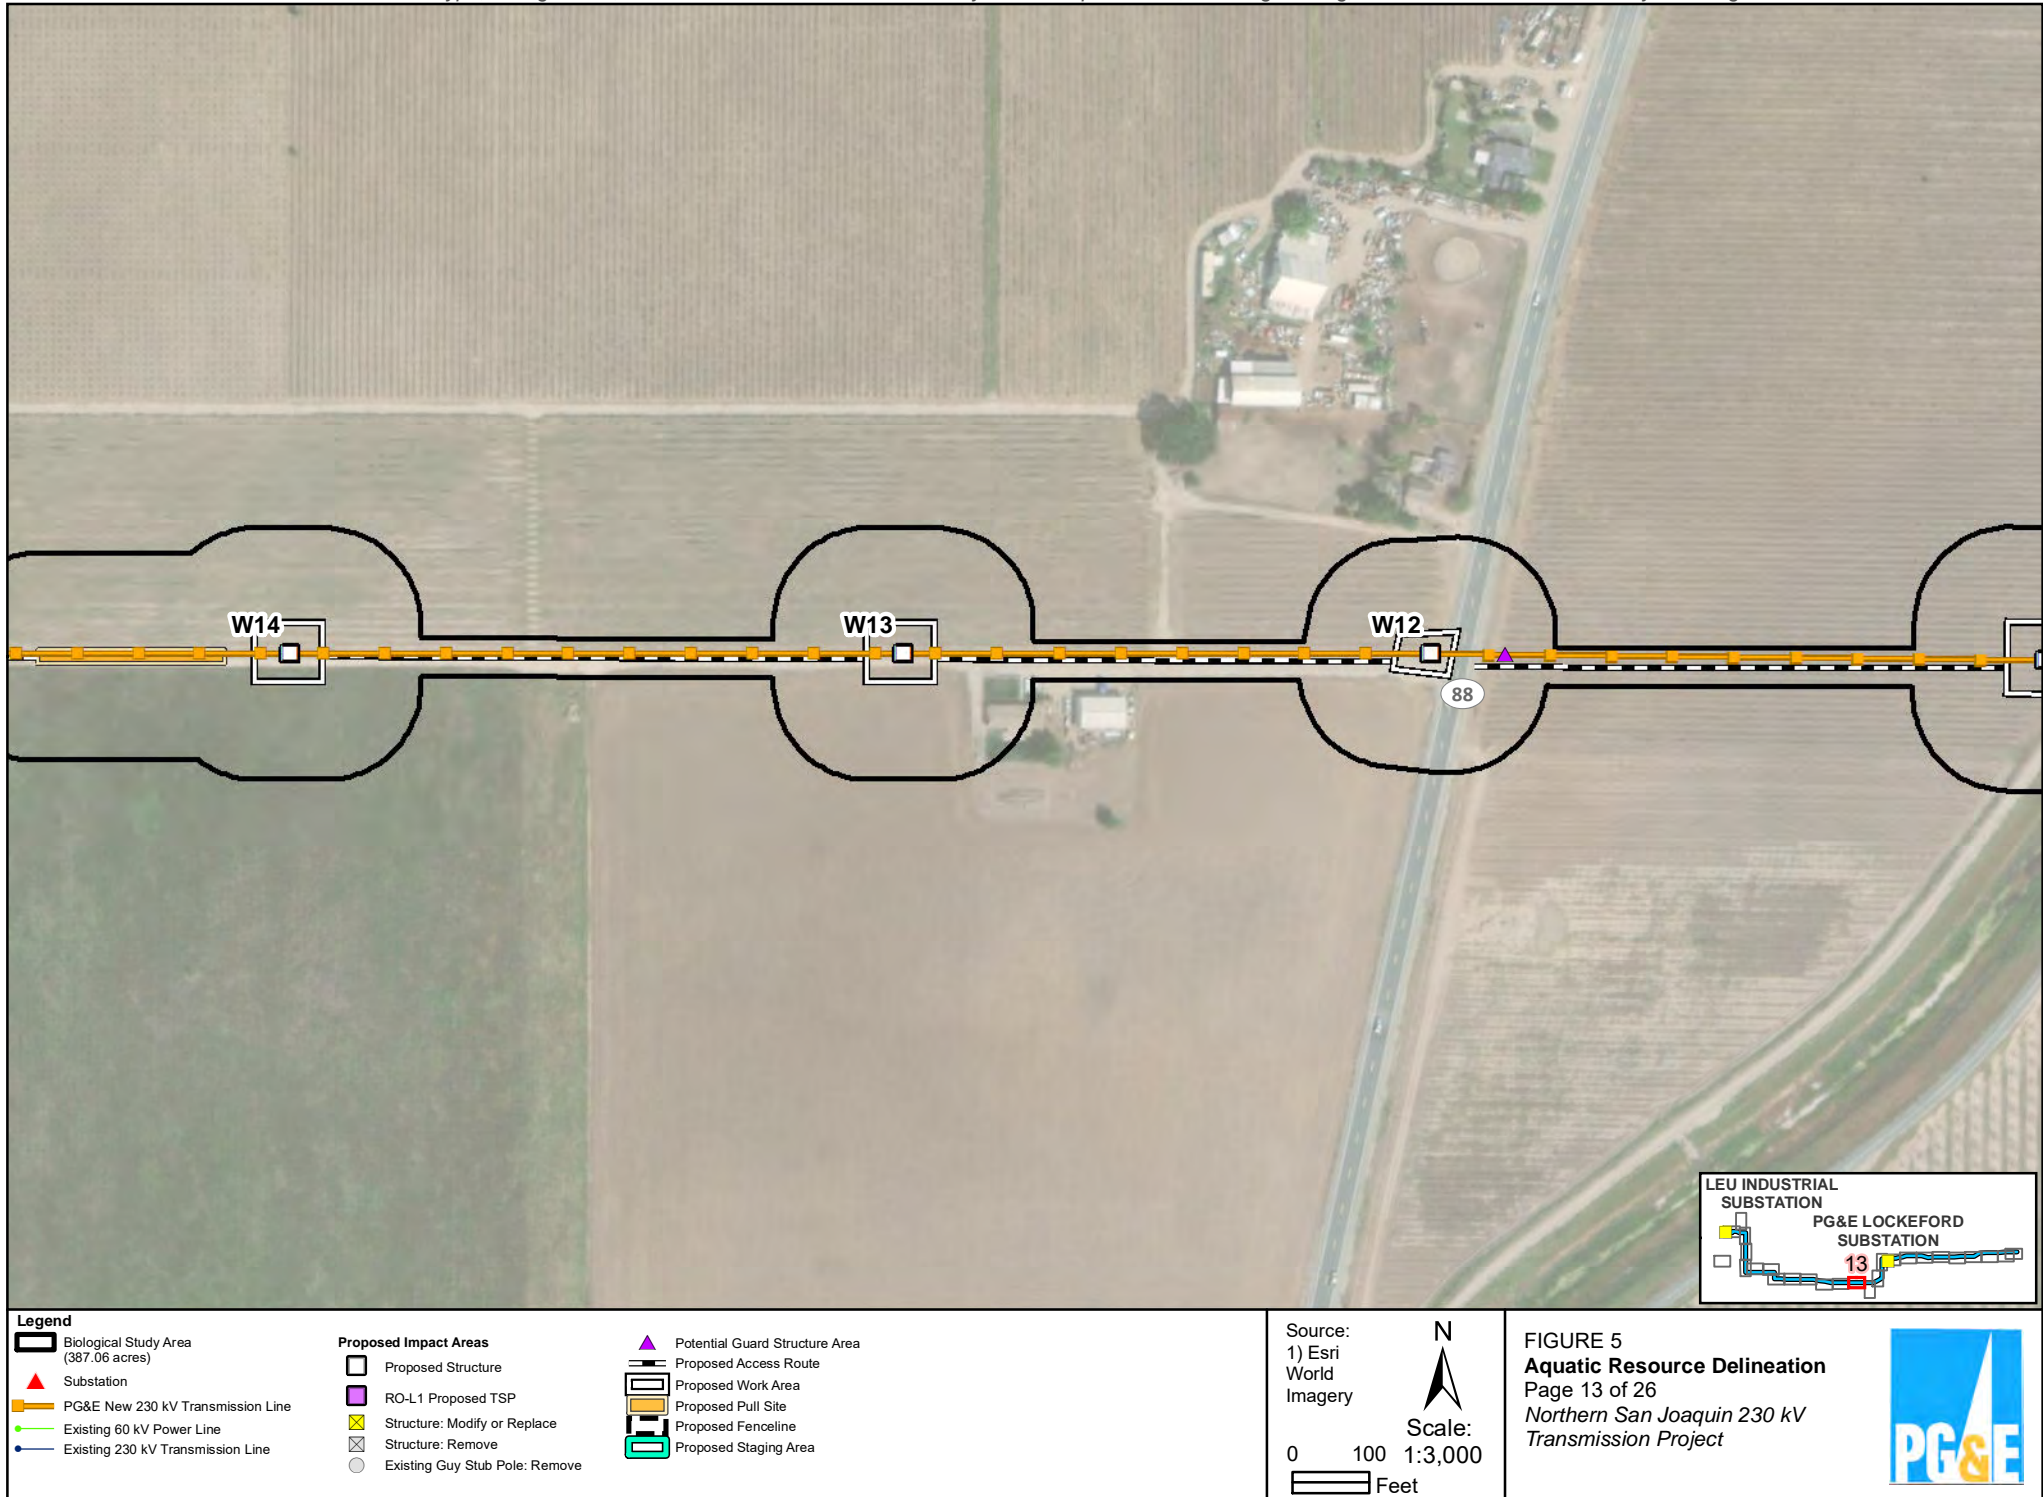 W14
W13
W12
88
LEU INDUSTRIAL
SUBSTATION
PG&E LOCKEFORD
SUBSTATION
13
Legend
Biological Study Area
(387.06 acres)
Substation
PG&E New 230 kV Transmission Line
Existing 60 kV Power Line
Existing 230 kV Transmission Line
Proposed Impact Areas
Proposed Structure
RO-L1 Proposed TSP
Structure: Modify or Replace
Structure: Remove
Existing Guy Stub Pole: Remove
Potential Guard Structure Area
Proposed Access Route
Proposed Work Area
Proposed Pull Site
Proposed Fenceline
Proposed Staging Area
Source:
1) Esri
World
Imagery
N
Scale:
1:3,000
0 100
Feet
FIGURE 5
Aquatic Resource Delineation
Page 13 of 26
Northern San Joaquin 230 kV
Transmission Project
PG&E